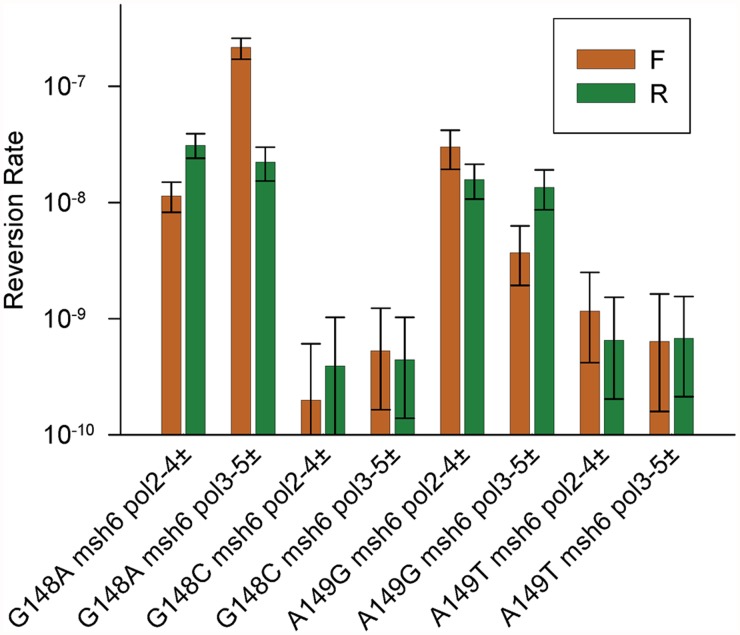 F
R
Reversion Rate
10-7
10-8
10-9
10-10
G148A msh6 pol2-4±
G148A msh6 pol3-5±
G148C msh6 pol2-4±
G148C msh6 pol3-5±
A149G msh6 pol2-4±
A149G msh6 pol3-5±
A149T msh6 pol2-4±
A149T msh6 pol3-5±